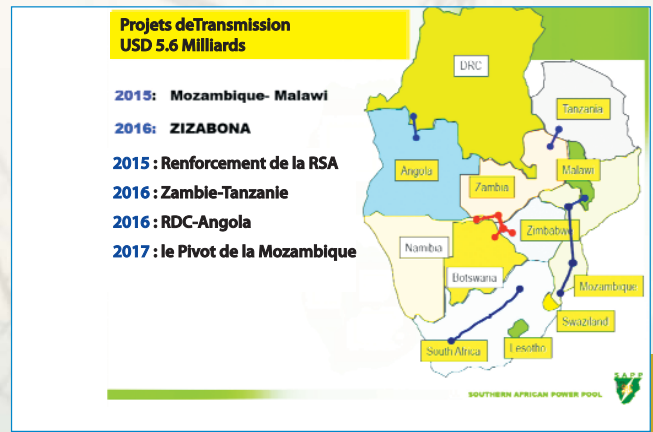 Projets deTransmission
USD 5.6 Milliards
2015: Mozambique- Malawi
2016: ZIZABONA
2015 : Renforcement de la RSA
2016 : Zambie-Tanzanie
2016 : RDC-Angola
2017 : le Pivot de la Mozambique
DRC
Tanzania
Angola
Malawi
Zambia
Zimbabwe
Namibia
Botswana
Mozambique
Swaziland
South Africa
Lesotho
SAPP
SOUTHERN AFRICAN POWER POOL